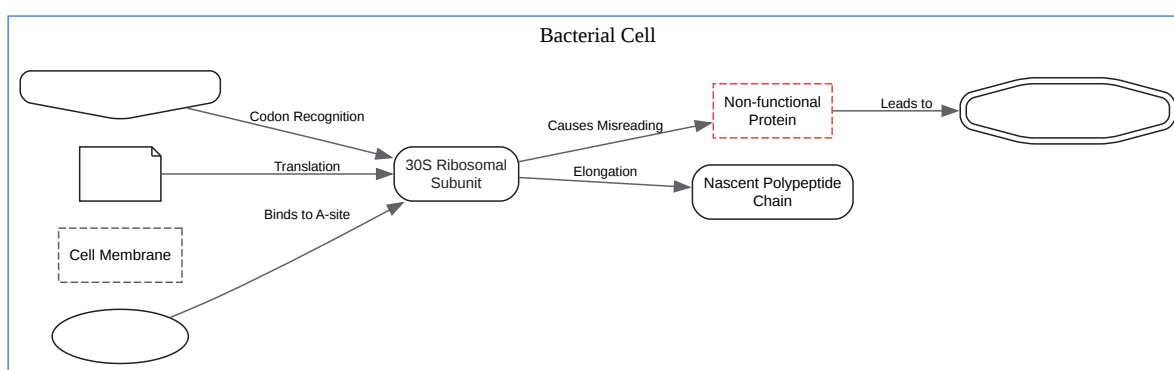 Bacterial Cell
Codon Recognition
Translation
Binds to A-site
Cell Membrane
30S Ribosomal
Subunit
Causes Misreading
Elongation
Non-functional
Protein
Nascent Polypeptide
Chain
Leads to